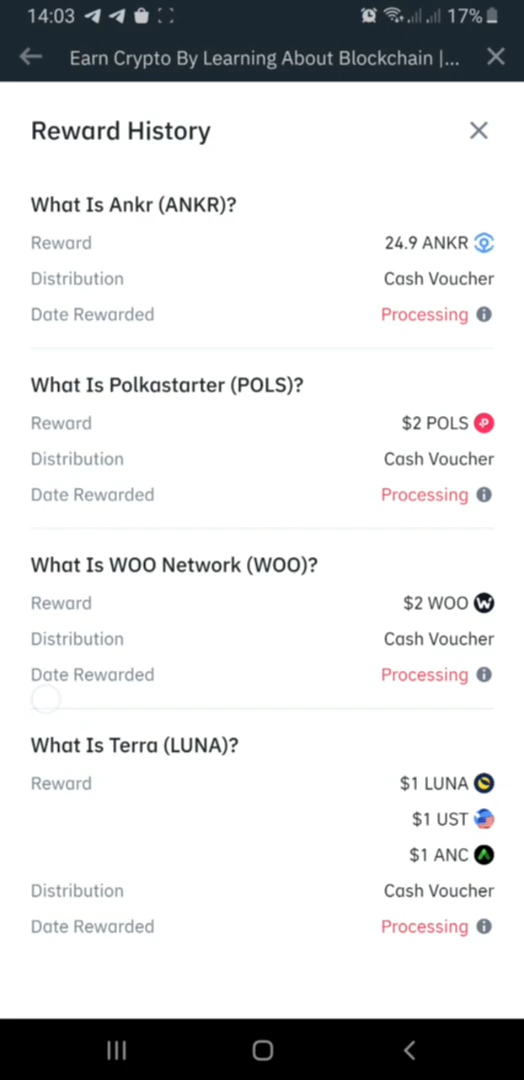 14:03 17%
Earn Crypto By Learning About Blockchain |...
Reward History
What Is Ankr (ANKR)?
Reward 24.9 ANKR
Distribution Cash Voucher
Date Rewarded Processing
What Is Polkastarter (POLS)?
Reward $2 POLS
Distribution Cash Voucher
Date Rewarded Processing
What Is WOO Network (WOO)?
Reward $2 WOO
Distribution Cash Voucher
Date Rewarded Processing
What Is Terra (LUNA)?
Reward $1 LUNA
$1 UST
$1 ANC
Distribution Cash Voucher
Date Rewarded Processing